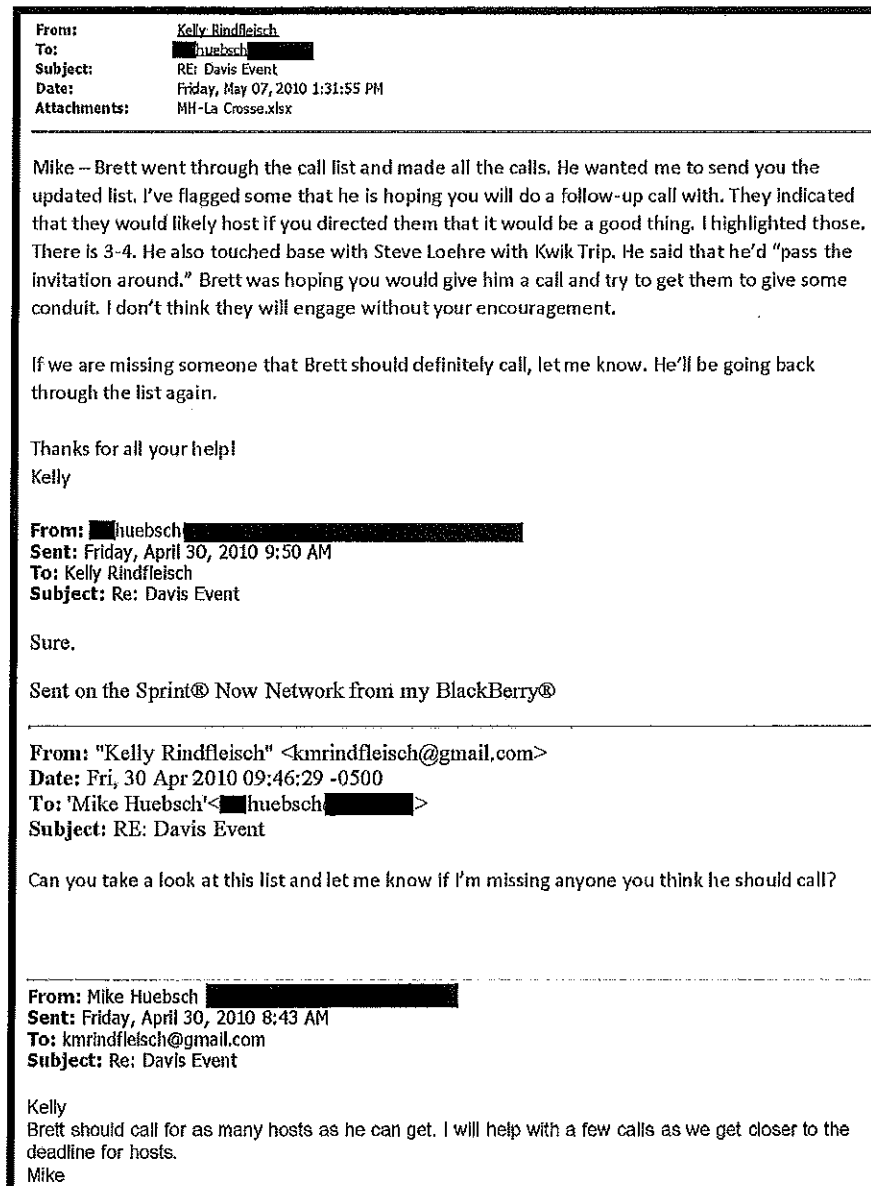 From: Kelly Rindfleisch
To: huebsch
Subject: RE: Davis Event
Date: Friday, May 07, 2010 1:31:55 PM
Attachments: MH-La Crosse.xlsx
Mike – Brett went through the call list and made all the calls. He wanted me to send you the
updated list. I've flagged some that he is hoping you will do a follow-up call with. They indicated
that they would likely host if you directed them that it would be a good thing. I highlighted those.
There is 3-4. He also touched base with Steve Loehre with Kwik Trip. He said that he'd "pass the
invitation around." Brett was hoping you would give him a call and try to get them to give some
conduit. I don't think they will engage without your encouragement.
If we are missing someone that Brett should definitely call, let me know. He'll be going back
through the list again.
Thanks for all your help!
Kelly
From: huebsch
Sent: Friday, April 30, 2010 9:50 AM
To: Kelly Rindfleisch
Subject: Re: Davis Event
Sure.
Sent on the Sprint® Now Network from my BlackBerry®
From: "Kelly Rindfleisch" <kmrindfleisch@gmail.com>
Date: Fri, 30 Apr 2010 09:46:29 -0500
To: 'Mike Huebsch'<huebsch>
Subject: RE: Davis Event
Can you take a look at this list and let me know if I'm missing anyone you think he should call?
From: Mike Huebsch
Sent: Friday, April 30, 2010 8:43 AM
To: kmrindfleisch@gmail.com
Subject: Re: Davis Event
Kelly
Brett should call for as many hosts as he can get. I will help with a few calls as we get closer to the
deadline for hosts.
Mike